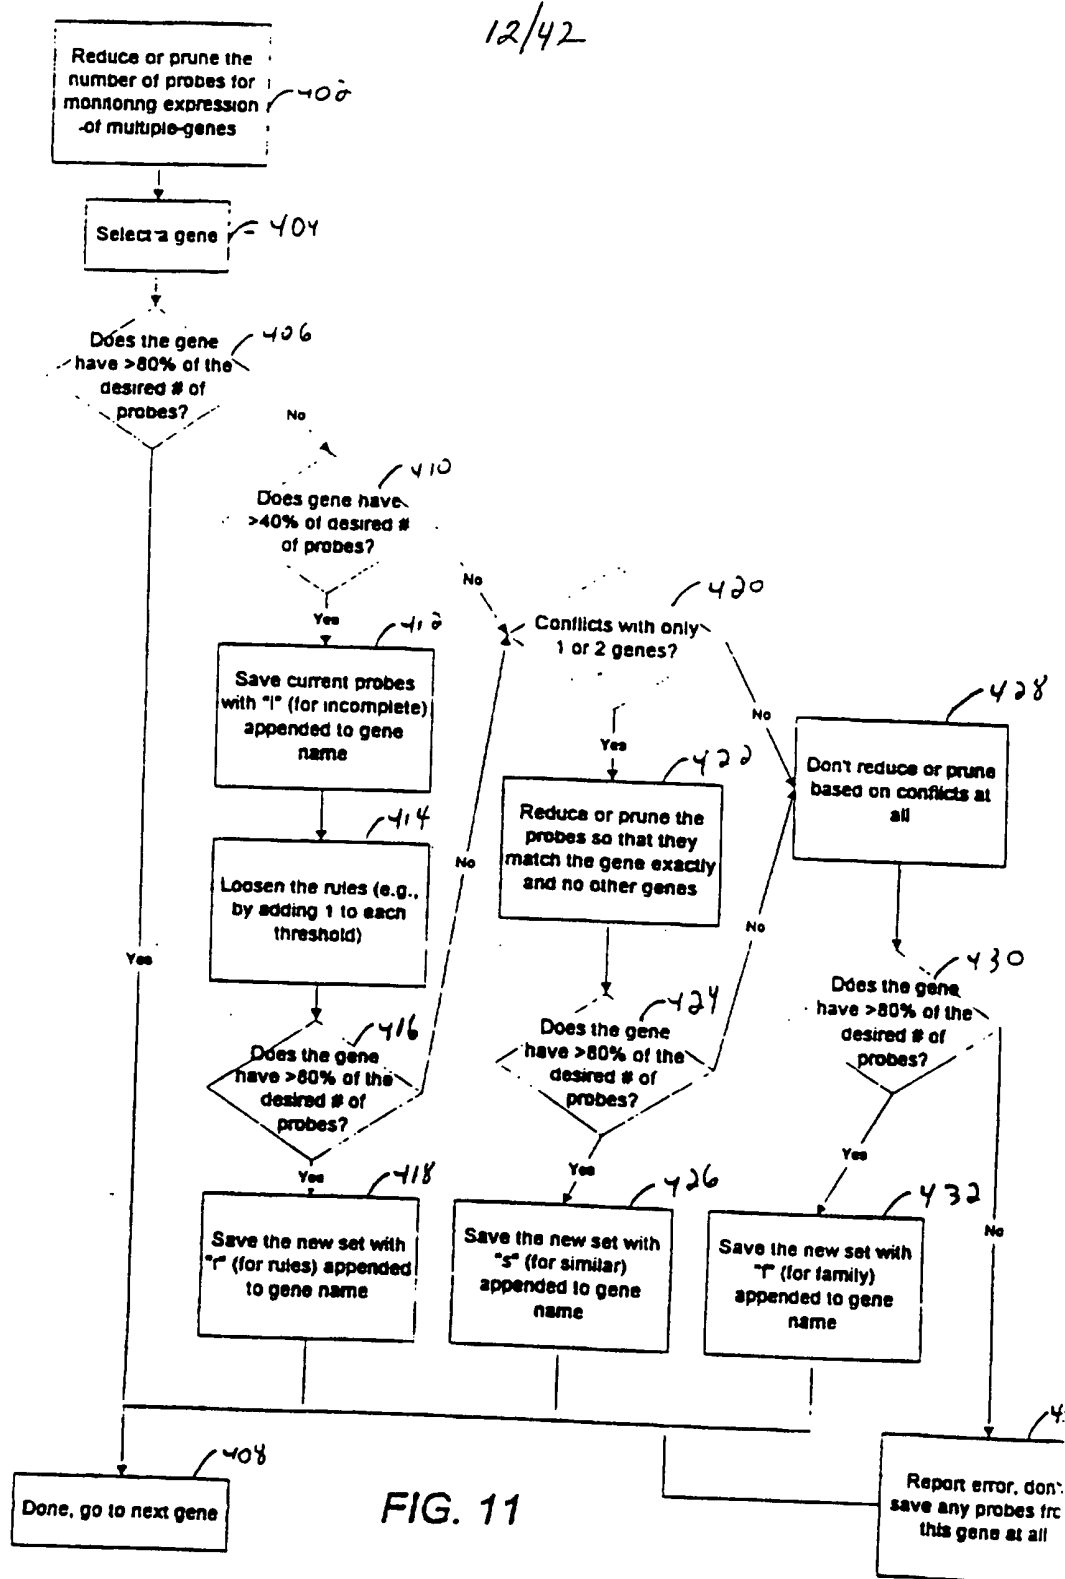 12/42
Reduce or prune the
number of probes for
monitoring expression
of multiple genes
402
Select a gene
404
Does the gene
have >80% of the
desired # of
probes?
406
No
Does gene have
>40% of desired #
of probes?
410
No
Yes
Conflicts with only
1 or 2 genes?
420
No
Yes
Save current probes
with "i" (for incomplete)
appended to gene
name
412
Reduce or prune the
probes so that they
match the gene exactly
and no other genes
422
Don't reduce or prune
based on conflicts at
all
428
Loosen the rules (e.g.,
by adding 1 to each
threshold)
414
No
No
Yes
Does the gene
have >80% of the
desired # of
probes?
416
Does the gene
have >80% of the
desired # of
probes?
424
Does the gene
have >80% of the
desired # of
probes?
430
Yes
Yes
Yes
No
Save the new set with
"r" (for rules) appended
to gene name
418
Save the new set with
"s" (for similar)
appended to gene
name
426
Save the new set with
"f" (for family)
appended to gene
name
432
Done, go to next gene
408
FIG. 11
Report error, don't
save any probes
this gene at all